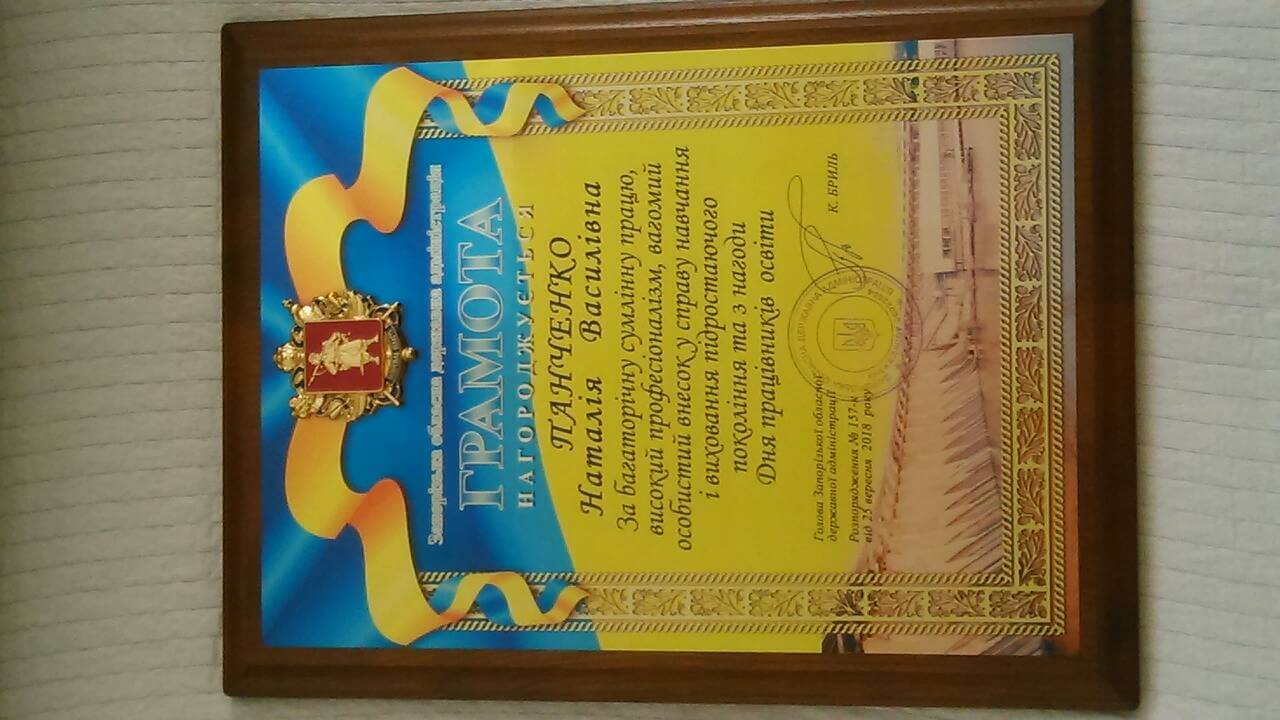 Запорізька обласна державна адміністрація
ГРАМОТА
НАГОРОДЖУЄТЬСЯ
ПАНЧЕНКО
Наталія Василівна
За багаторічну сумлінну працю,
високий професіоналізм, вагомий
особистий внесок у справу навчання
і виховання підростаючого
покоління та з нагоди
Дня працівників освіти
Голова Запорізької обласної
державної адміністрації
К. БРИЛЬ
Розпорядження № 157-к
від 25 вересня 2018 року
ДЕРЖАВНА АДМІНІСТРАЦІЯ